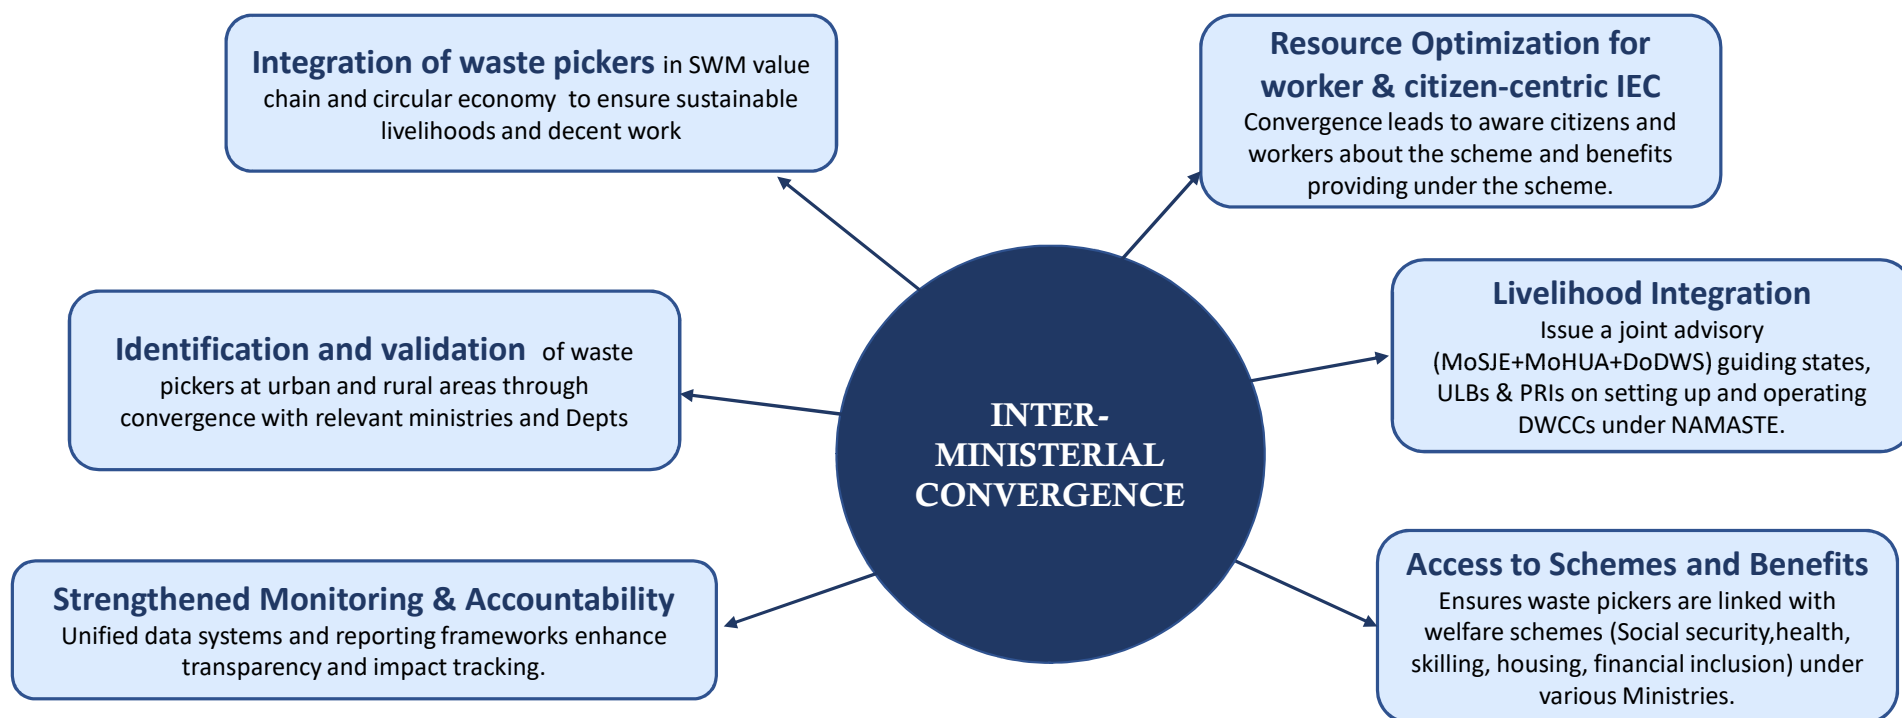 Integration of waste pickers in SWM value
chain and circular economy to ensure sustainable
livelihoods and decent work
Resource Optimization for
worker & citizen-centric IEC
Convergence leads to aware citizens and
workers about the scheme and benefits
providing under the scheme.
Identification and validation of waste
pickers at urban and rural areas through
convergence with relevant ministries and Depts
INTER-
MINISTERIAL
CONVERGENCE
Livelihood Integration
Issue a joint advisory
(MoSJE+MoHUA+DoDWS) guiding states,
ULBs & PRIs on setting up and operating
DWCCs under NAMASTE.
Strengthened Monitoring & Accountability
Unified data systems and reporting frameworks enhance
transparency and impact tracking.
Access to Schemes and Benefits
Ensures waste pickers are linked with
welfare schemes (Social security,health,
skilling, housing, financial inclusion) under
various Ministries.